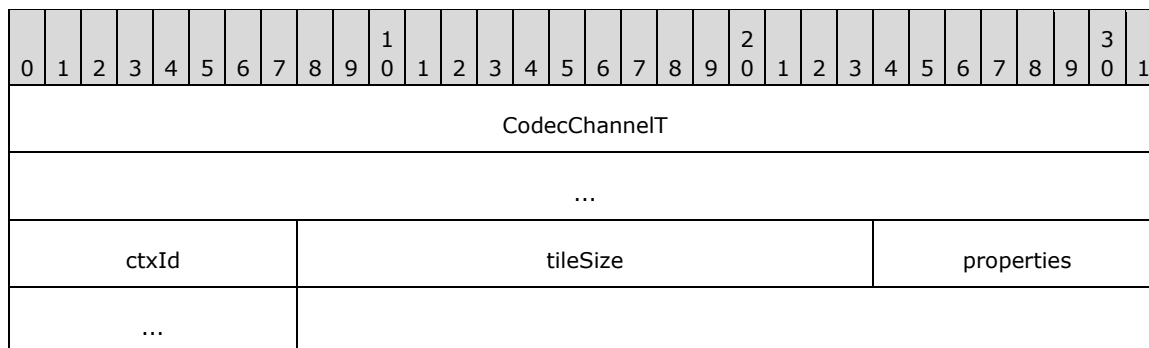 1 2 3
0 1 2 3 4 5 6 7 8 9 0 1 2 3 4 5 6 7 8 9 0 1 2 3 4 5 6 7 8 9 0 1
CodecChannelT
...
ctxId tileSize properties
...